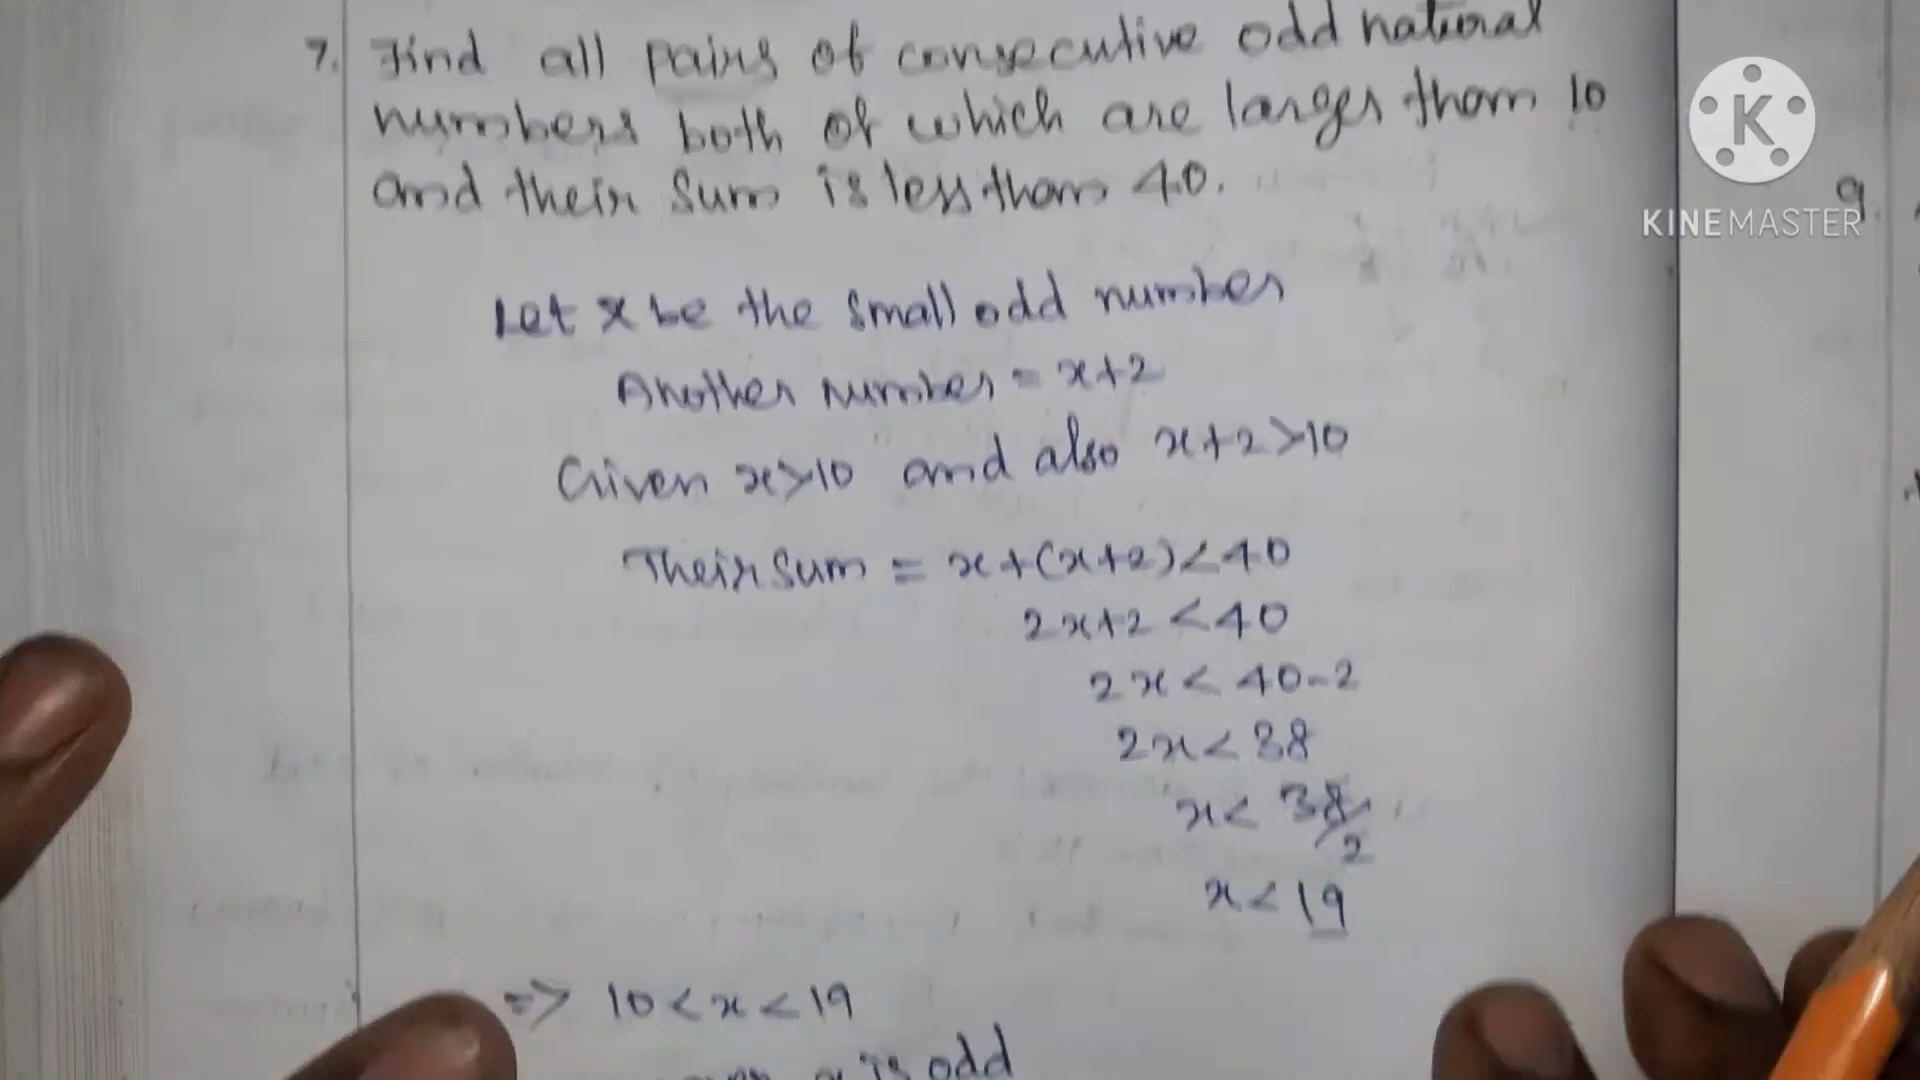 7. Find all pairs of consecutive odd natural
numbers both of which are larger than 10
and their sum is less than 40.
Let x be the small odd number
Another number = x+2
Given x>10 and also x+2>10
Their sum = x+(x+2)<40
2x+2<40
2x<40-2
2x<38
x<38/2
x<19
=> 10<x<19
x is odd
K
KINEMASTER
9.